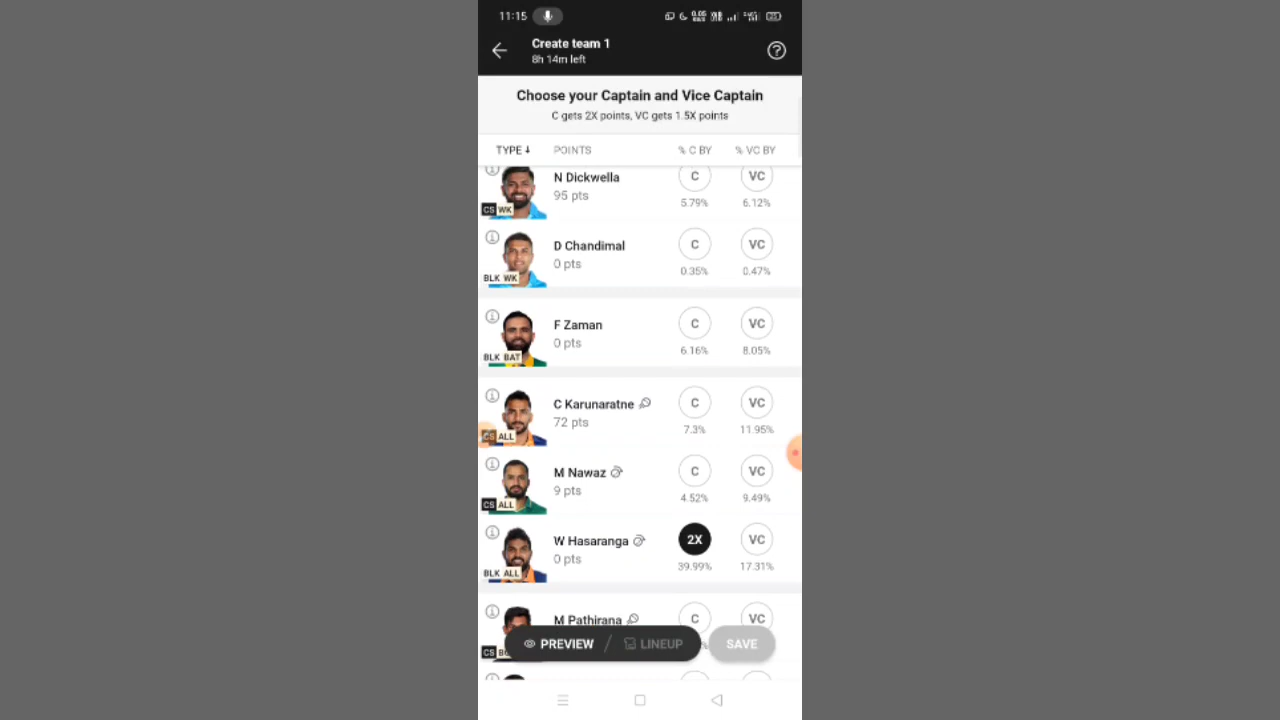 11:15
Create team 1
8h 14m left
Choose your Captain and Vice Captain
C gets 2X points, VC gets 1.5X points
TYPE POINTS % C BY % VC BY
N Dickwella C VC
95 pts
CS WK 5.79% 6.12%
D Chandimal C VC
0 pts
BLK WK 0.35% 0.47%
F Zaman C VC
0 pts
BLK BAT 6.16% 8.05%
C Karunaratne C VC
72 pts
CS ALL 7.3% 11.95%
M Nawaz C VC
9 pts
CS ALL 4.52% 9.49%
W Hasaranga 2X VC
0 pts
BLK ALL 39.99% 17.31%
M Pathirana C VC
CS
PREVIEW / LINEUP SAVE